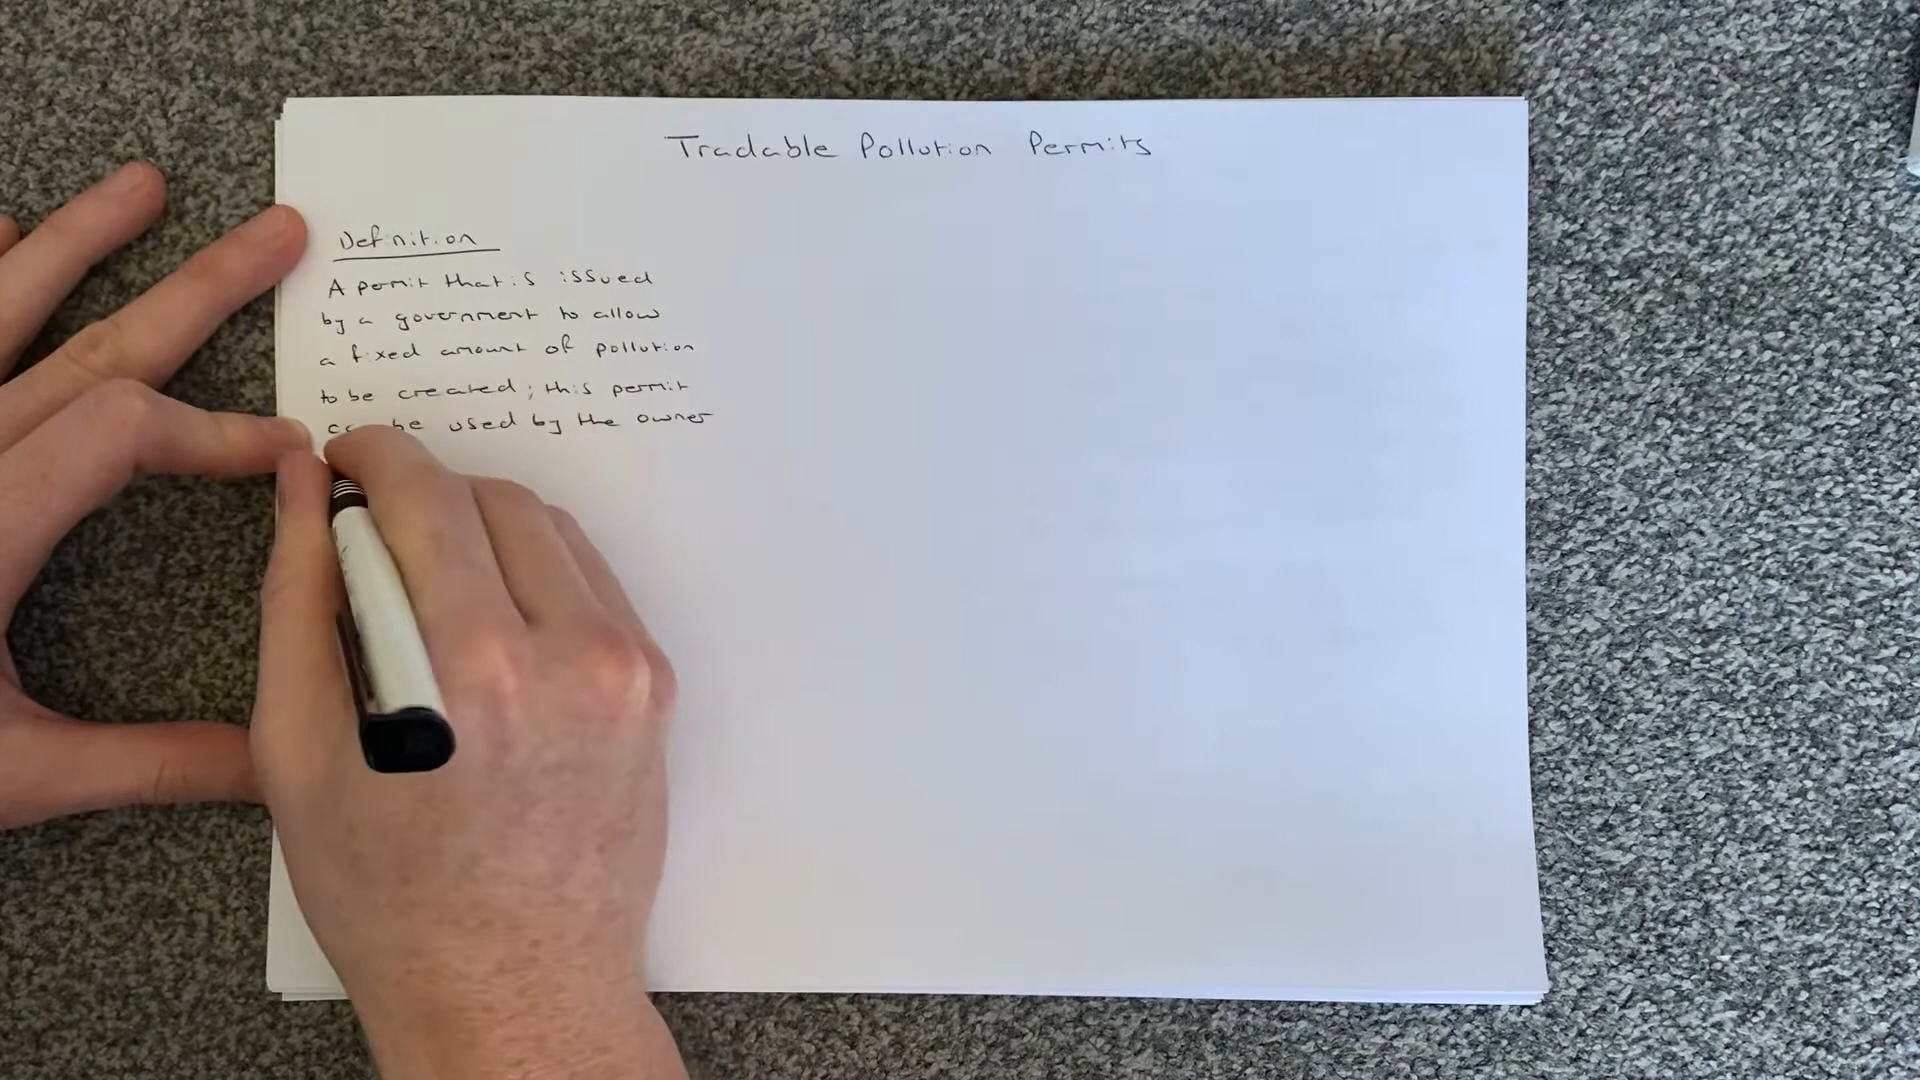 Tradable Pollution Permits
Definition
A permit that is issued
by a government to allow
a fixed amount of pollution
to be created; this permit
be used by the owner